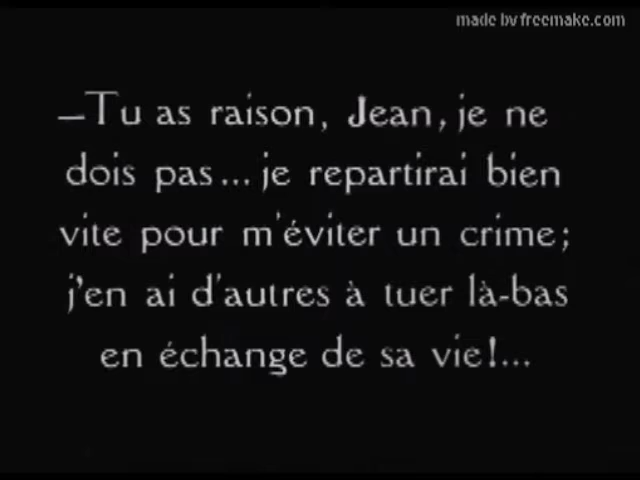 made by freemake.com
—Tu as raison, Jean, je ne
dois pas... je repartirai bien
vite pour m'éviter un crime;
j'en ai d'autres à tuer là-bas
en échange de sa vie!...